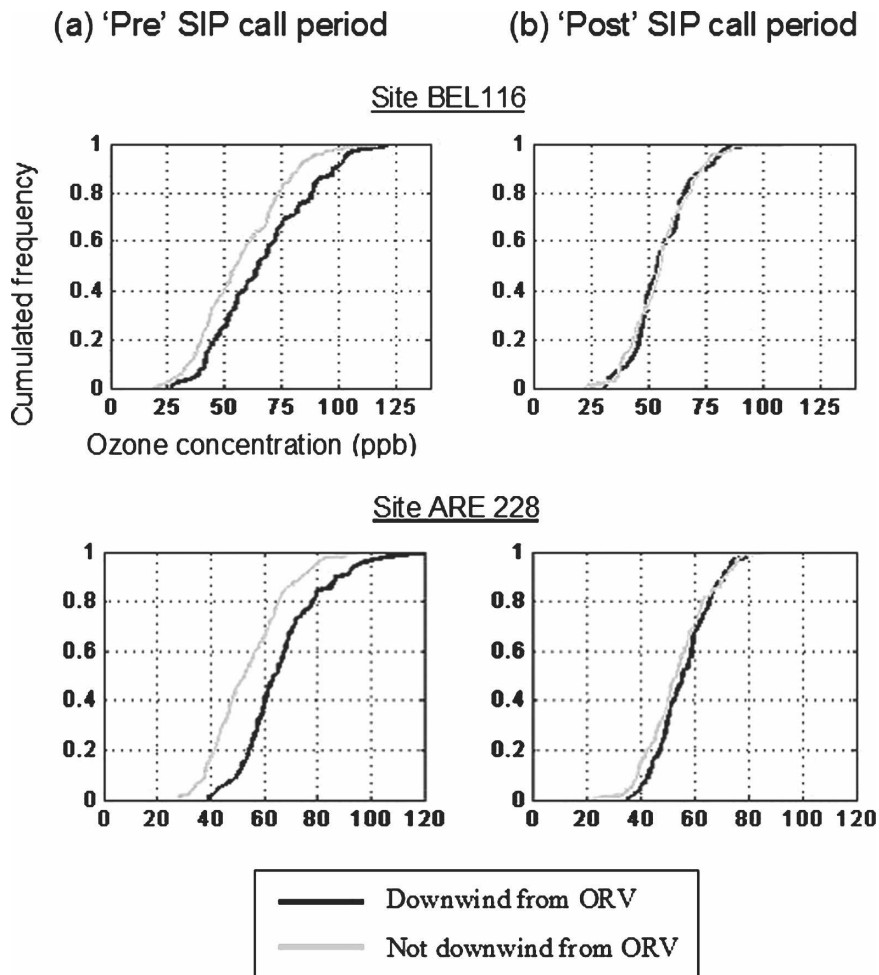 (a) 'Pre' SIP call period
(b) 'Post' SIP call period
Site BEL116
Cumulated frequency
1
0.8
0.6
0.4
0.2
0
0 25 50 75 100 125
Ozone concentration (ppb)
1
0.8
0.6
0.4
0.2
0
0 25 50 75 100 125
Site ARE 228
1
0.8
0.6
0.4
0.2
0
0 20 40 60 80 100 120
1
0.8
0.6
0.4
0.2
0
0 20 40 60 80 100 120
Downwind from ORV
Not downwind from ORV